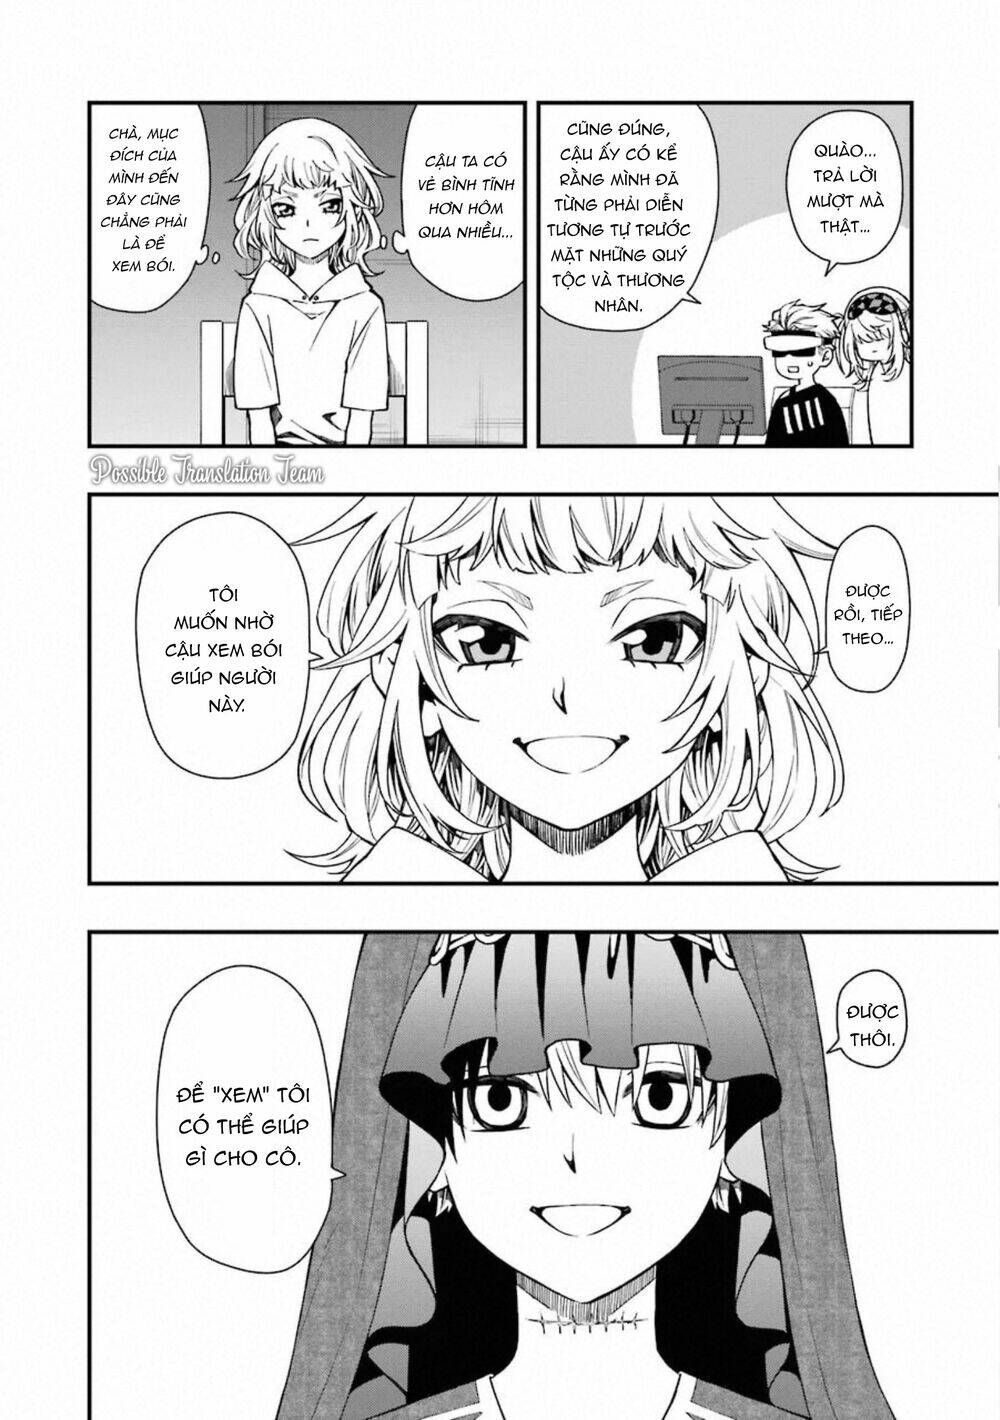 QUÀO...
TRẢ LỜI
MƯỢT MÀ
THẬT...
CŨNG ĐÚNG,
CẬU ẤY CÓ KỂ
RẰNG MÌNH ĐÃ
TỪNG PHẢI DIỄN
TƯƠNG TỰ TRƯỚC
MẶT NHỮNG QUÝ
TỘC VÀ THƯƠNG
NHÂN.
CẬU TA CÓ
VẺ BÌNH TĨNH
HƠN HÔM
QUA NHIỀU...
CHÀ, MỤC
ĐÍCH CỦA
MÌNH ĐẾN
ĐÂY CŨNG
CHẲNG PHẢI
LÀ ĐỂ
XEM BÓI.
Possible Translation Team
ĐƯỢC
RỒI, TIẾP
THEO...
TÔI
MUỐN NHỜ
CẬU XEM BÓI
GIÚP NGƯỜI
NÀY.
ĐƯỢC
THÔI.
ĐỂ "XEM" TÔI
CÓ THỂ GIÚP
GÌ CHO CÔ.